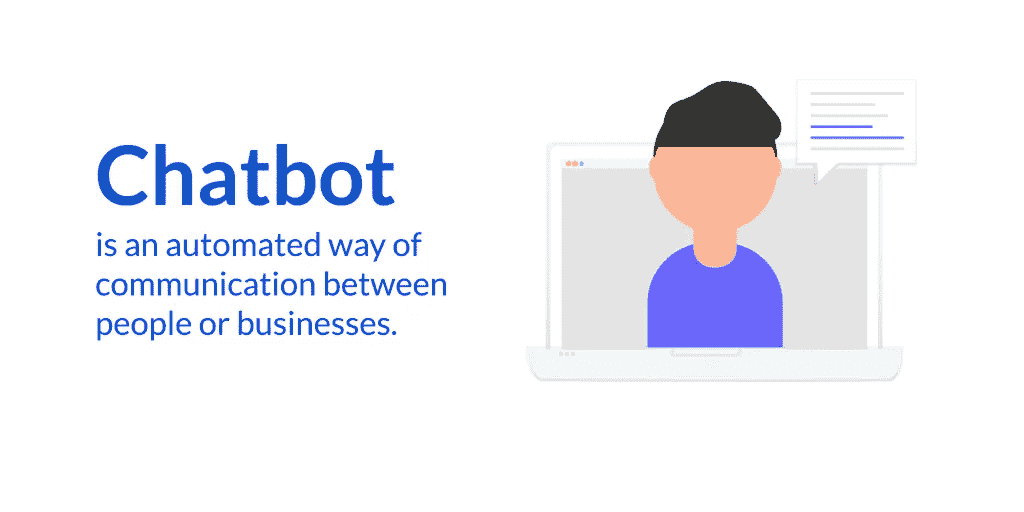 Chatbot
is an automated way of
communication between
people or businesses.